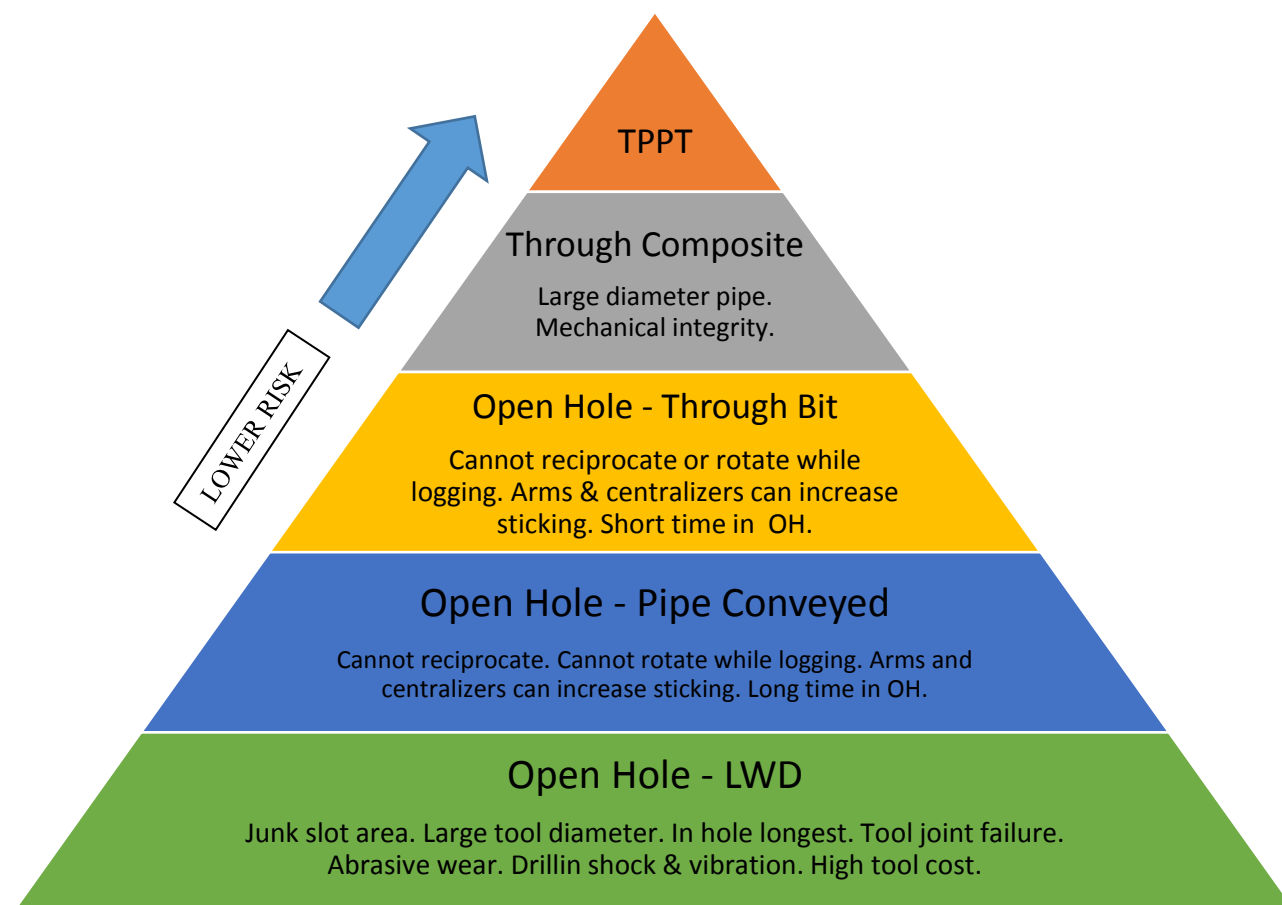 TPPT
Through Composite
Large diameter pipe.
Mechanical integrity.
LOWER RISK
Open Hole - Through Bit
Cannot reciprocate or rotate while
logging. Arms & centralizers can increase
sticking. Short time in OH.
Open Hole - Pipe Conveyed
Cannot reciprocate. Cannot rotate while logging. Arms and
centralizers can increase sticking. Long time in OH.
Open Hole - LWD
Junk slot area. Large tool diameter. In hole longest. Tool joint failure.
Abrasive wear. Drillin shock & vibration. High tool cost.